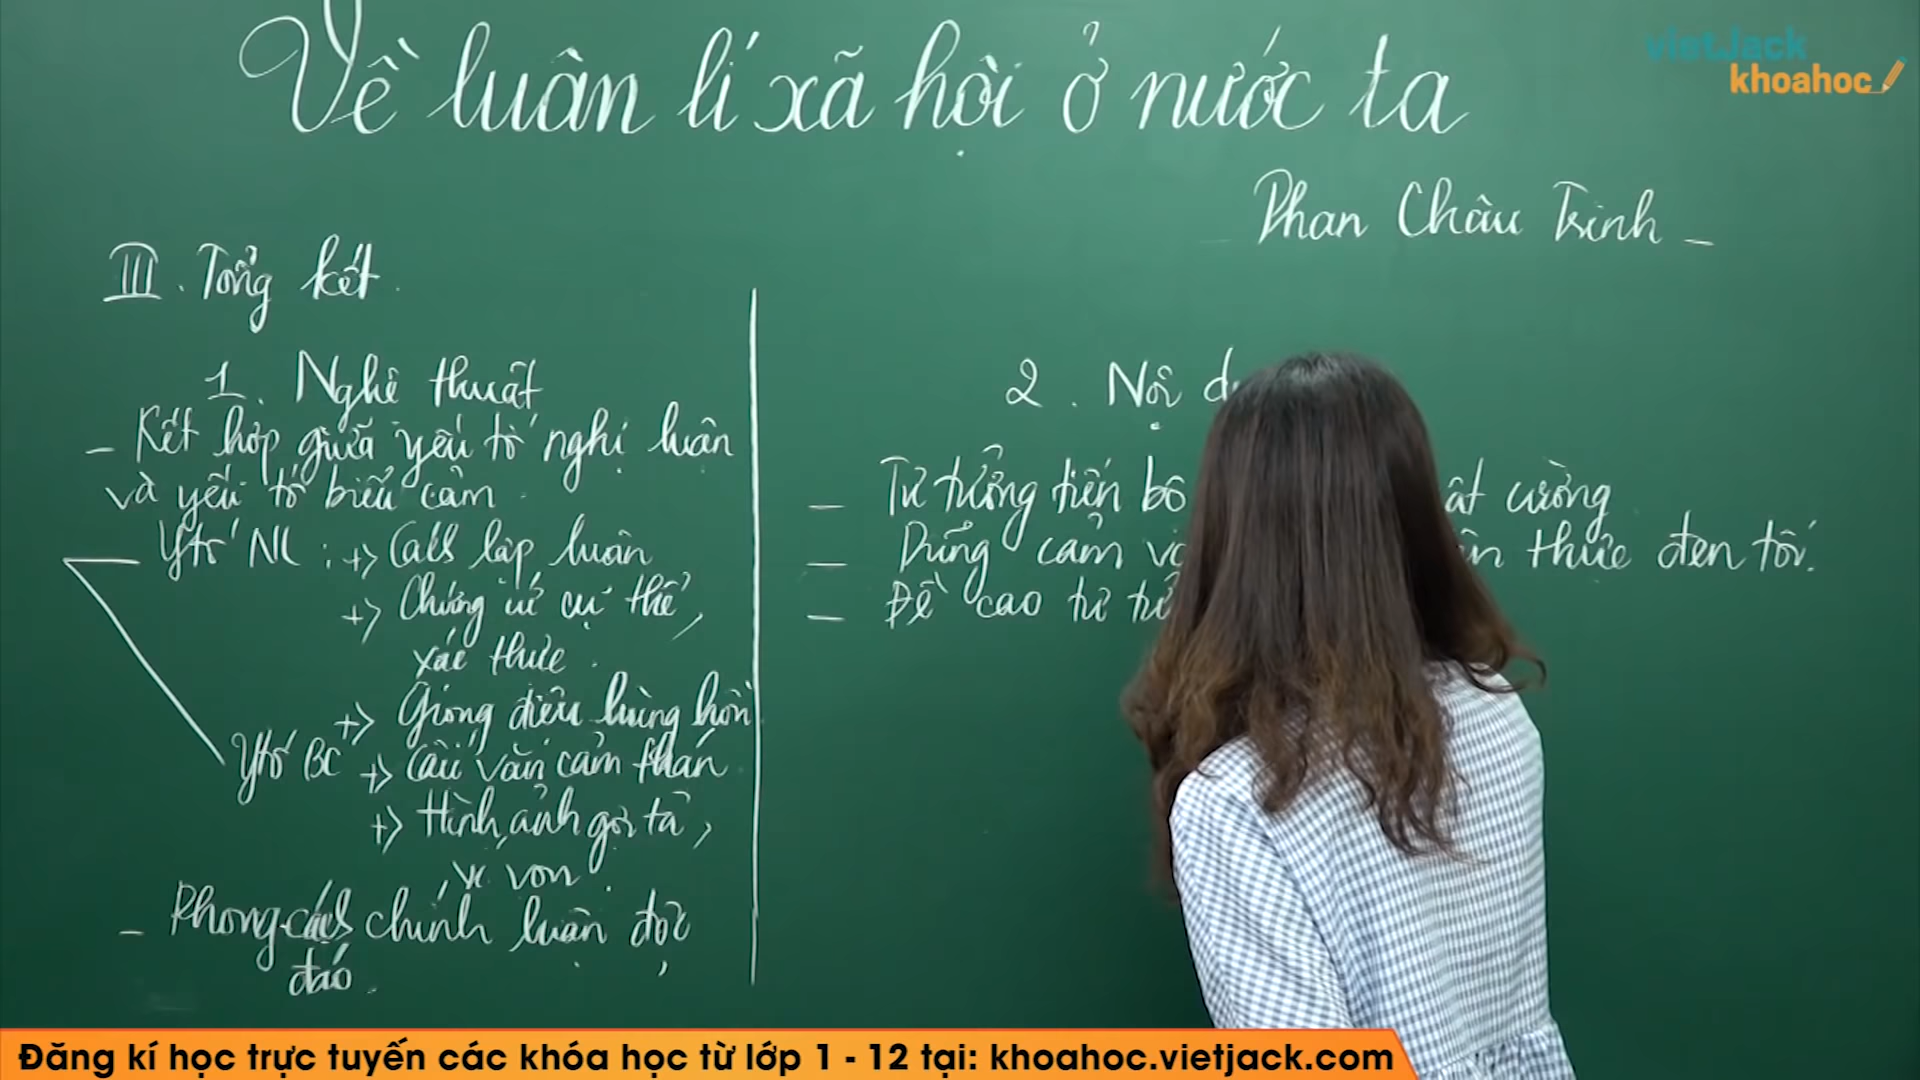 Về luân lí xã hội ở nước ta
vietJack
khoahoc
Phan Châu Trinh
III. Tổng kết.
1. Nghệ thuật
- Kết hợp giữa yếu tố nghị luận
và yếu tố biểu cảm
Ytố NL : +> Cách lập luận
+> Chứng cứ cụ thể,
xác thực.
+> Giọng điệu hùng hồn
Ytố BC +> Câu văn cảm thán
+> Hình ảnh gợi tả,
ví von.
- Phong cách chính luận độc
đáo.
2. Nội
- Tư tưởng tiến bộ cường
- Dũng cảm thực đen tối.
- Đề cao tư
Đăng kí học trực tuyến các khóa học từ lớp 1 - 12 tại: khoahoc.vietjack.com